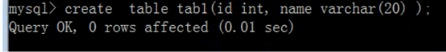 mysql> create  table tab1(id int, name varchar(20) );
Query OK, 0 rows affected (0.01 sec)